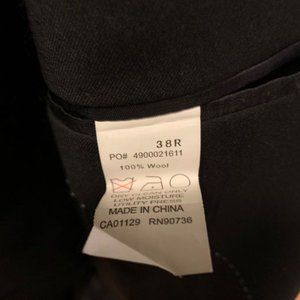 38R
PO# 4900021611
100% Wool
DRY CLEAN ONLY
LOW MOISTURE
UTILITY PRESS
MADE IN CHINA
CA01129 RN90736